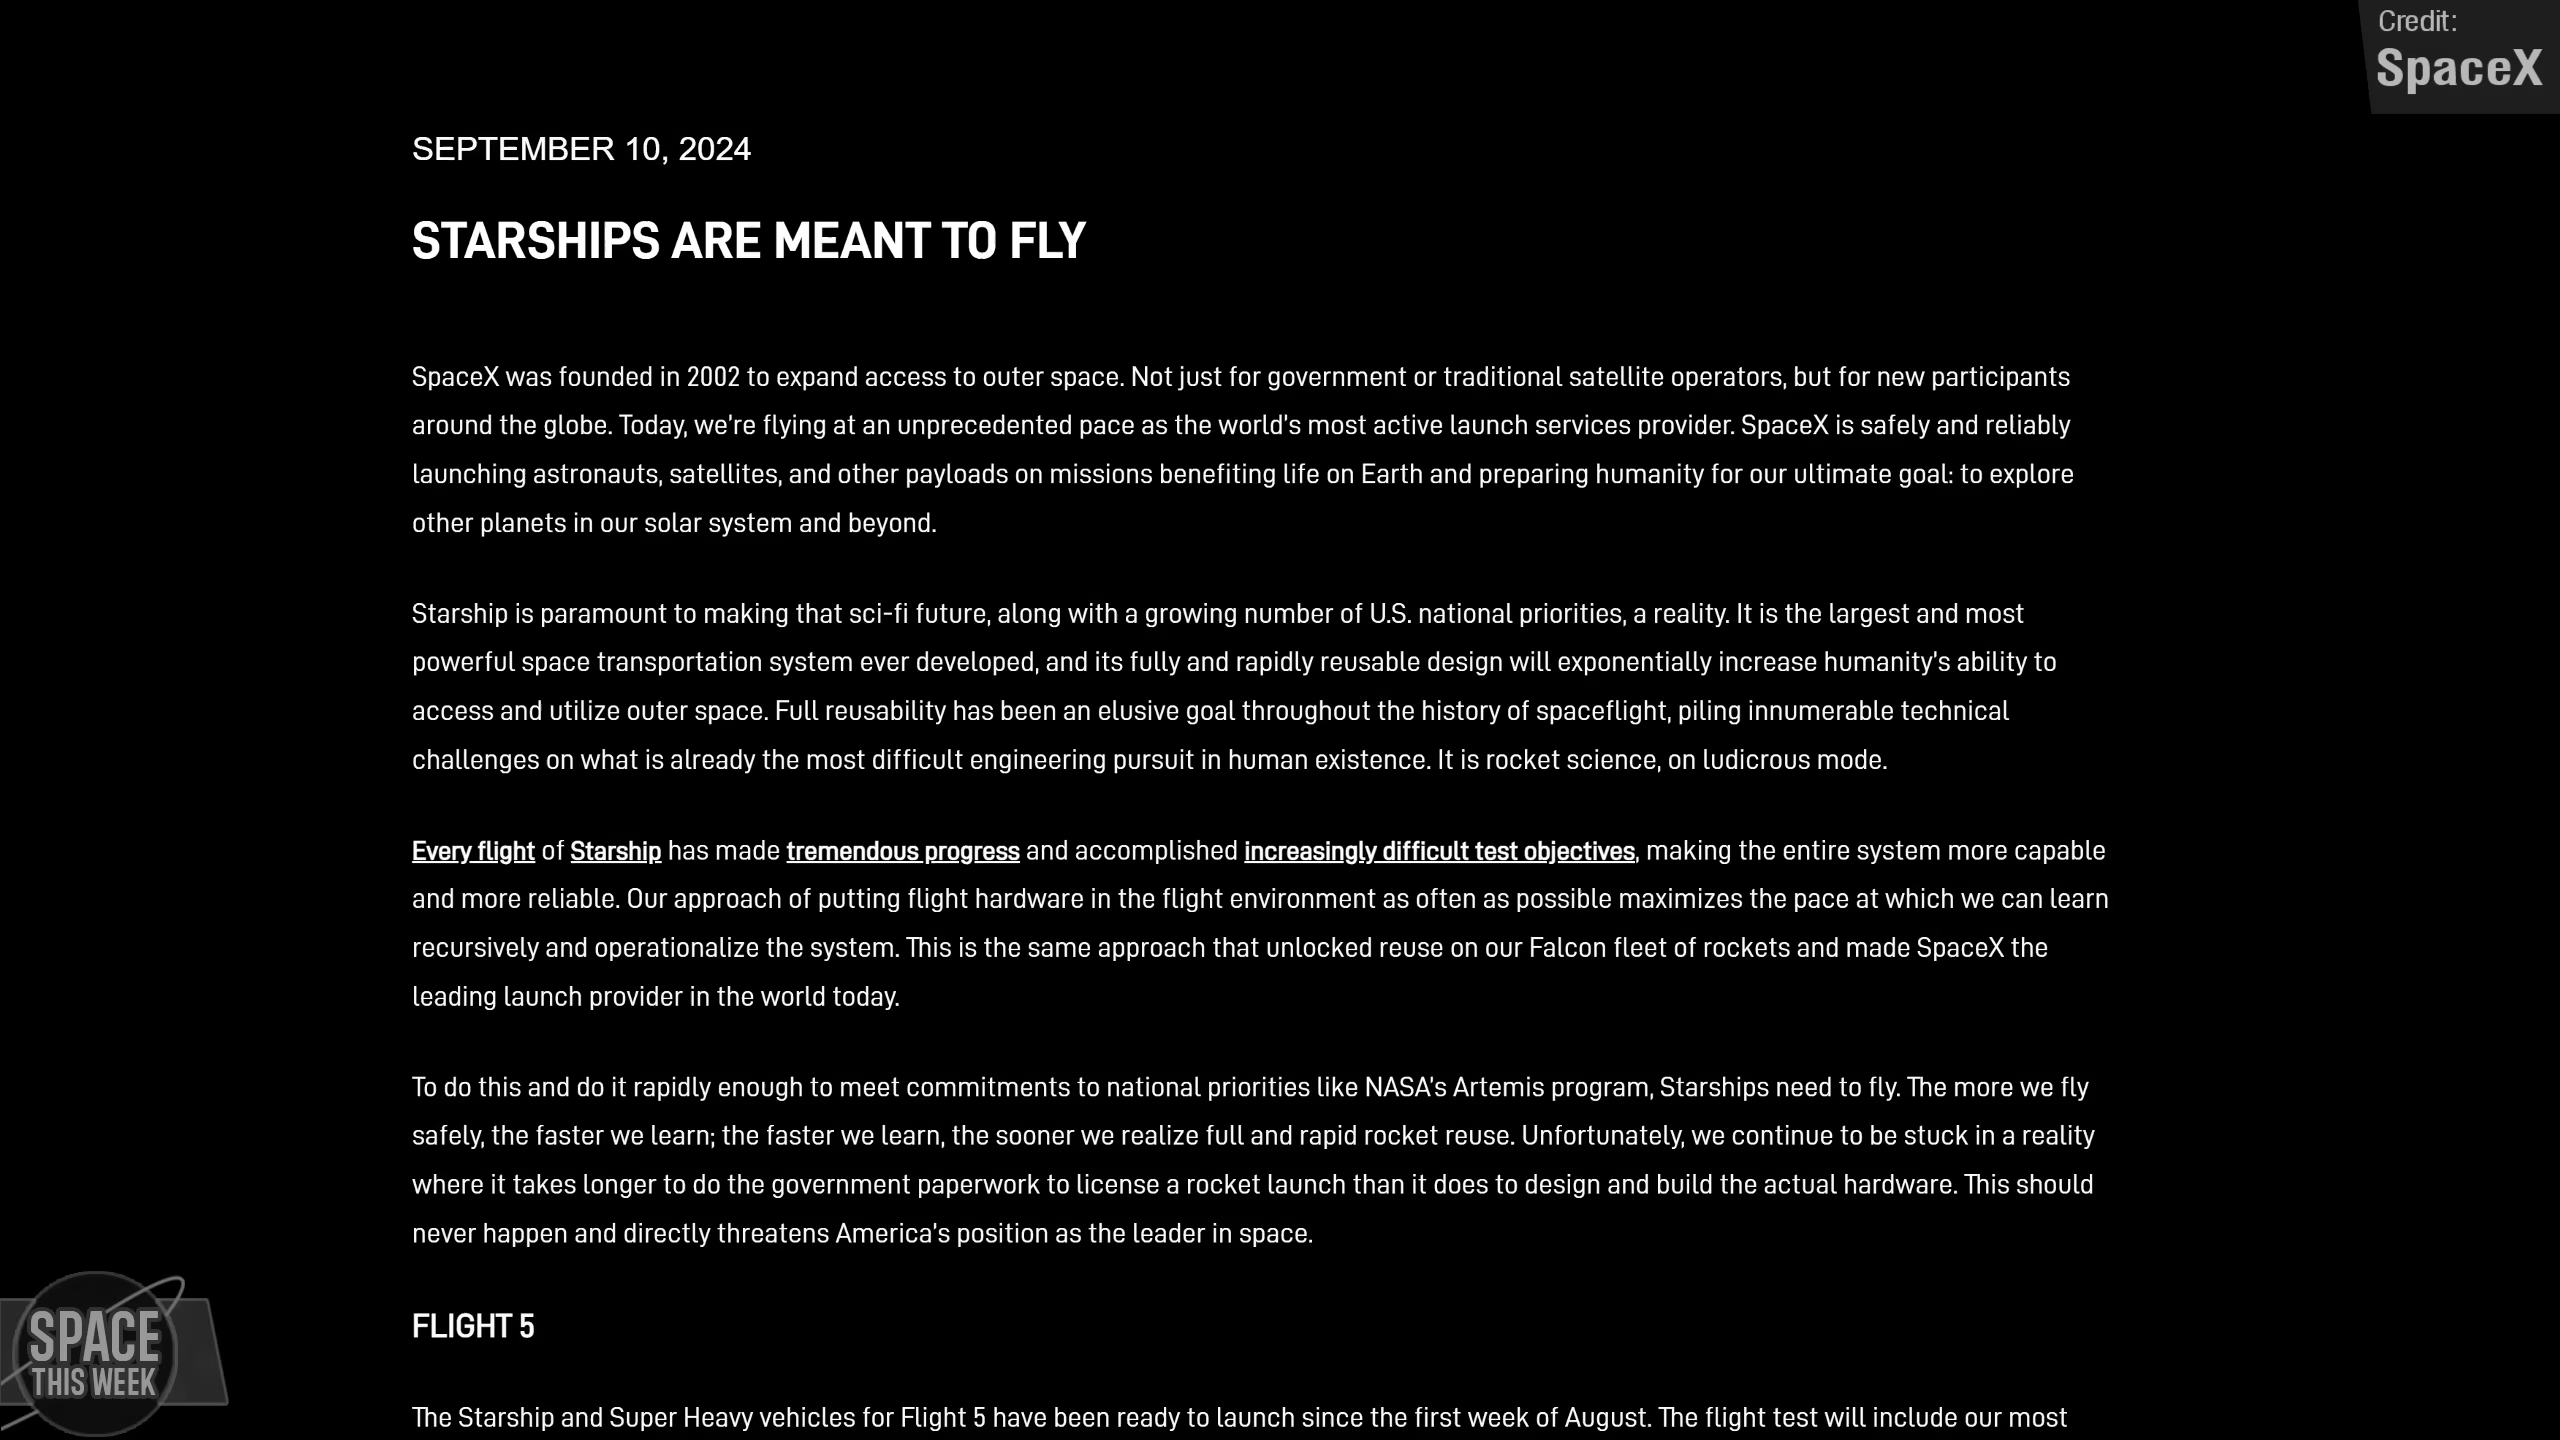 Credit:
SpaceX
SEPTEMBER 10, 2024
STARSHIPS ARE MEANT TO FLY
SpaceX was founded in 2002 to expand access to outer space. Not just for government or traditional satellite operators, but for new participants
around the globe. Today, we're flying at an unprecedented pace as the world's most active launch services provider. SpaceX is safely and reliably
launching astronauts, satellites, and other payloads on missions benefiting life on Earth and preparing humanity for our ultimate goal: to explore
other planets in our solar system and beyond.
Starship is paramount to making that sci-fi future, along with a growing number of U.S. national priorities, a reality. It is the largest and most
powerful space transportation system ever developed, and its fully and rapidly reusable design will exponentially increase humanity's ability to
access and utilize outer space. Full reusability has been an elusive goal throughout the history of spaceflight, piling innumerable technical
challenges on what is already the most difficult engineering pursuit in human existence. It is rocket science, on ludicrous mode.
Every flight of Starship has made tremendous progress and accomplished increasingly difficult test objectives, making the entire system more capable
and more reliable. Our approach of putting flight hardware in the flight environment as often as possible maximizes the pace at which we can learn
recursively and operationalize the system. This is the same approach that unlocked reuse on our Falcon fleet of rockets and made SpaceX the
leading launch provider in the world today.
To do this and do it rapidly enough to meet commitments to national priorities like NASA's Artemis program, Starships need to fly. The more we fly
safely, the faster we learn; the faster we learn, the sooner we realize full and rapid rocket reuse. Unfortunately, we continue to be stuck in a reality
where it takes longer to do the government paperwork to license a rocket launch than it does to design and build the actual hardware. This should
never happen and directly threatens America's position as the leader in space.
FLIGHT 5
The Starship and Super Heavy vehicles for Flight 5 have been ready to launch since the first week of August. The flight test will include our most
SPACE
THIS WEEK